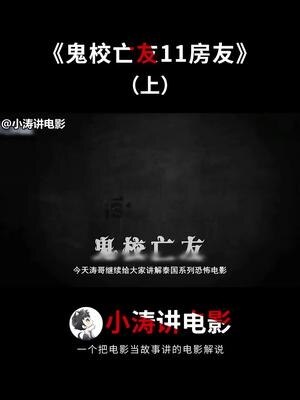 《鬼校亡友11房友》
（上）
@小涛讲电影
鬼校亡友
今天涛哥继续给大家讲解泰国系列恐怖电影
小涛讲电影
一个把电影当故事讲的电影解说